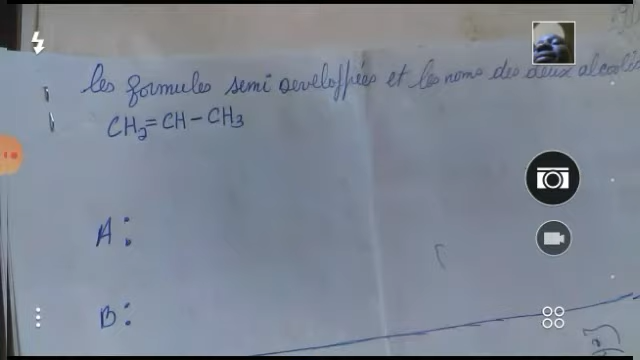 les formules semi developpées et les noms des deux alcools
CH₂=CH-CH₃
A:
B: